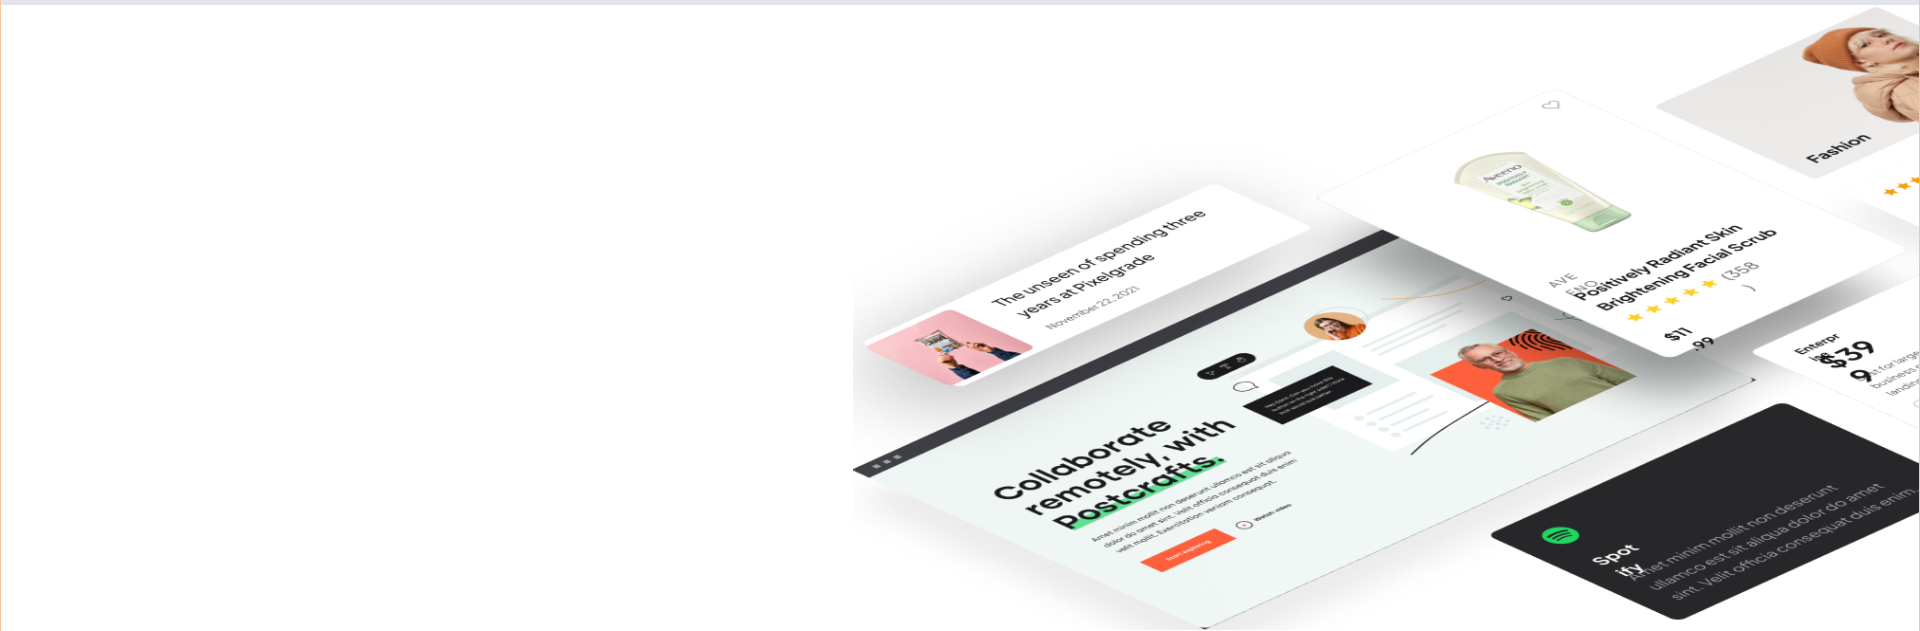 Fashion
Aveeno
POSITIVELY
RADIANT
AVE
ENO
Positively Radiant Skin
Brightening Facial Scrub
(358
)
$11
.99
The unseen of spending three
years at Pixelgrade
November 22, 2021
Enterpr
$39
9
for large
business
landin
Collaborate
remotely, with
Postcrafts.
Amet minim mollit non deserunt ullamco est sit aliqua
dolor do amet sint. Velit officia consequat duis enim
velit mollit. Exercitation veniam consequat.
Start exploring
Watch video
Spot
ify
Amet minim mollit non deserunt
ullamco est sit aliqua dolor do amet
sint. Velit officia consequat duis enim.